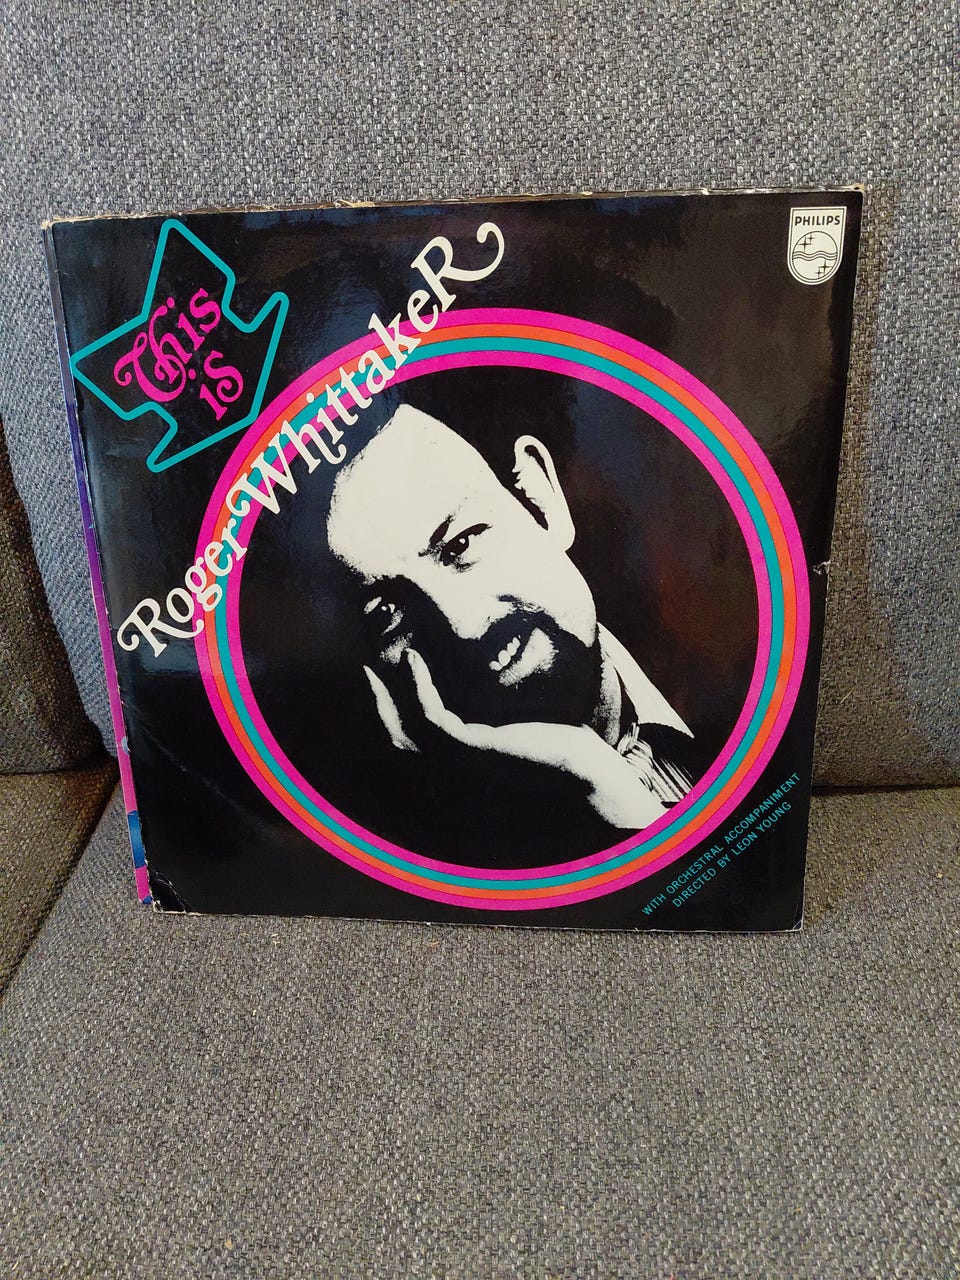 This
is
Roger Whittaker
PHILIPS
WITH ORCHESTRAL ACCOMPANIMENT
DIRECTED BY LEON YOUNG